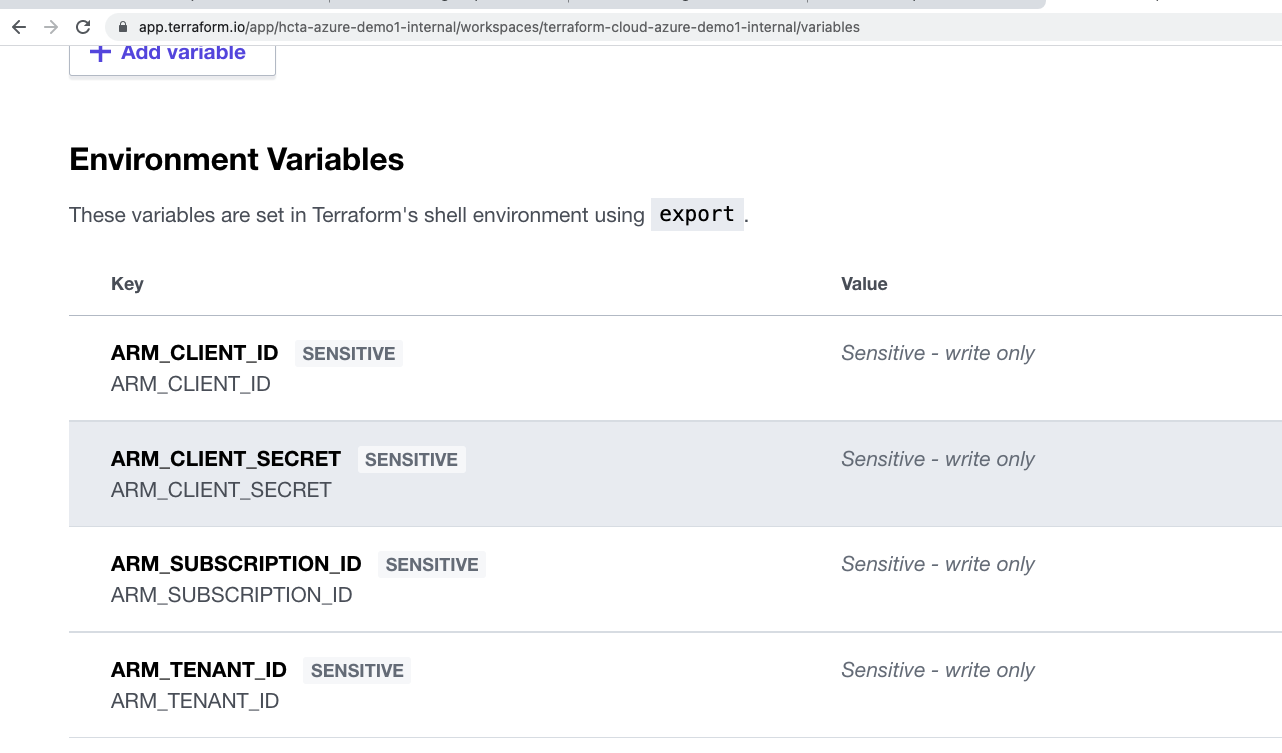 app.terraform.io/app/hcta-azure-demo1-internal/workspaces/terraform-cloud-azure-demo1-internal/variables
+ Add variable
Environment Variables
These variables are set in Terraform's shell environment using export.
Key Value
ARM_CLIENT_ID SENSITIVE Sensitive - write only
ARM_CLIENT_ID
ARM_CLIENT_SECRET SENSITIVE Sensitive - write only
ARM_CLIENT_SECRET
ARM_SUBSCRIPTION_ID SENSITIVE Sensitive - write only
ARM_SUBSCRIPTION_ID
ARM_TENANT_ID SENSITIVE Sensitive - write only
ARM_TENANT_ID